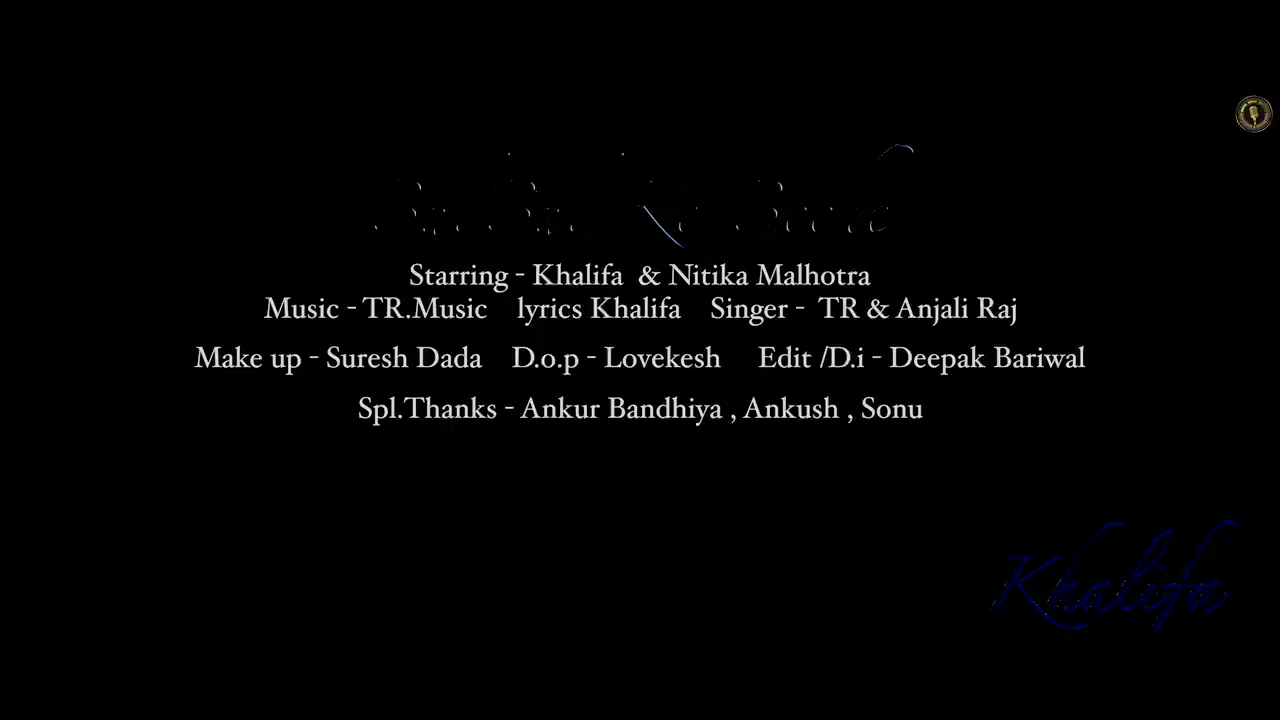 Starring - Khalifa & Nitika Malhotra
Music - TR.Music lyrics Khalifa Singer - TR & Anjali Raj
Make up - Suresh Dada D.o.p - Lovekesh Edit /D.i - Deepak Bariwal
Spl.Thanks - Ankur Bandhiya , Ankush , Sonu
Khalifa